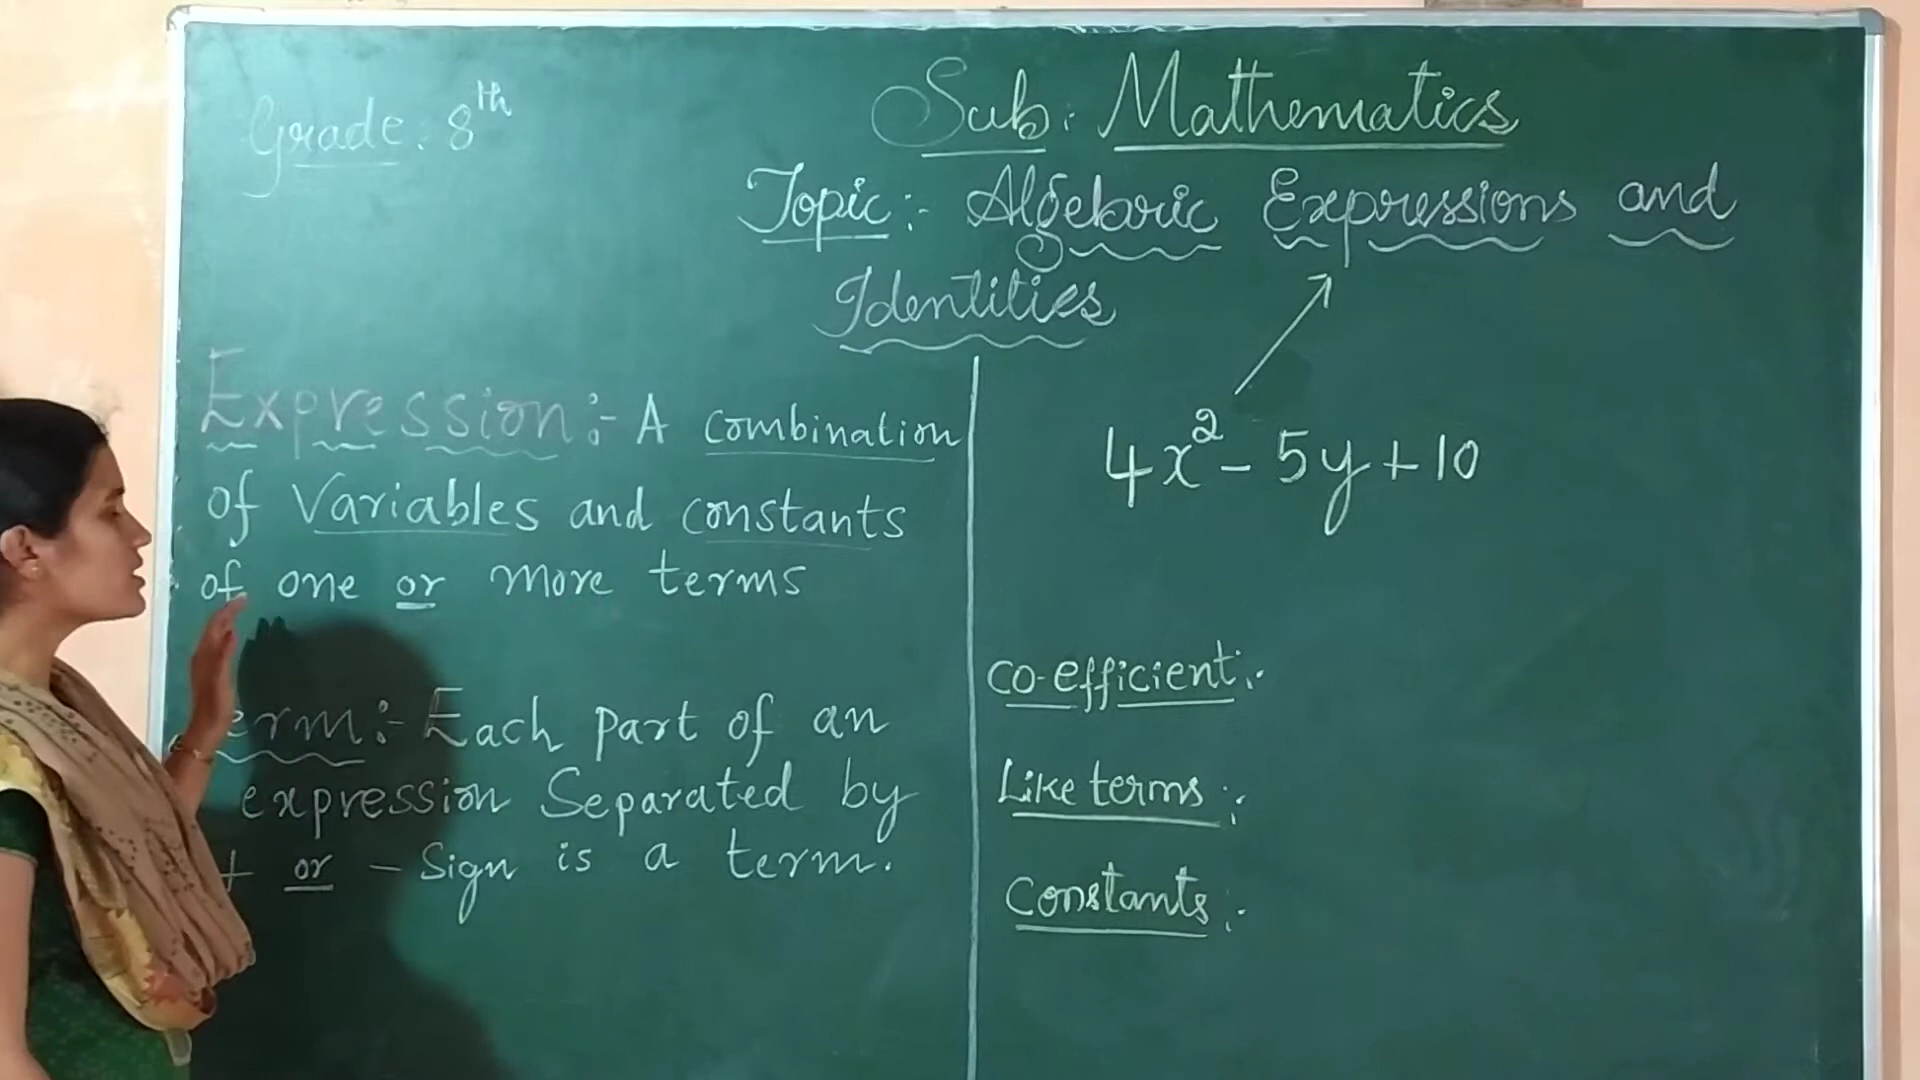 Grade: 8th
Sub: Mathematics
Topic:- Algebraic Expressions and
Identities
Expression:- A combination
of Variables and constants
of one or more terms
erm:- Each part of an
expression Separated by
+ or - Sign is a term.
4x² - 5y + 10
co-efficient:-
Like terms:-
Constants:-